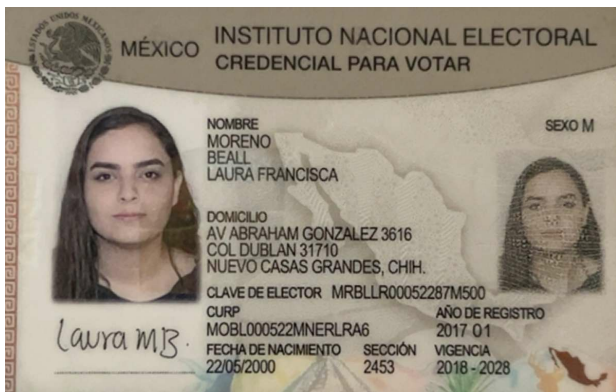 MÉXICO INSTITUTO NACIONAL ELECTORAL
CREDENCIAL PARA VOTAR
NOMBRE
SEXO M
MORENO
BEALL
LAURA FRANCISCA
DOMICILIO
AV ABRAHAM GONZALEZ 3616
COL DUBLAN 31710
NUEVO CASAS GRANDES, CHIH.
CLAVE DE ELECTOR MRBLLR00052287M500
CURP
MOBL000522MNERLRA6
AÑO DE REGISTRO
2017 01
FECHA DE NACIMIENTO
22/05/2000
SECCIÓN
2453
VIGENCIA
2018 - 2028
Laura MB.